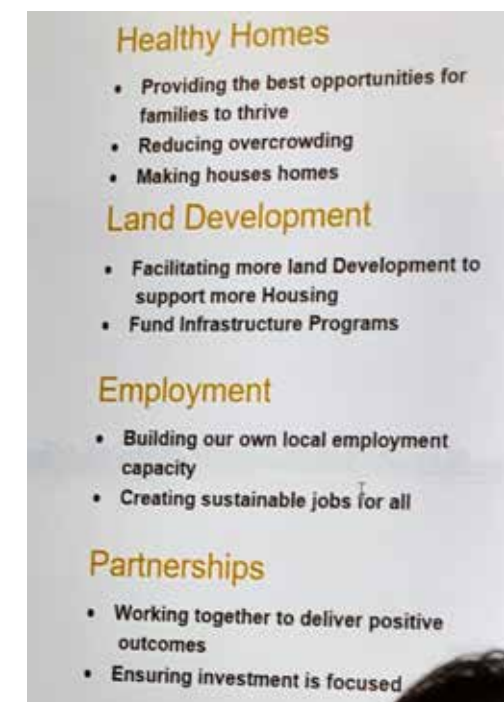 Healthy Homes
• Providing the best opportunities for
families to thrive
• Reducing overcrowding
• Making houses homes
Land Development
• Facilitating more land Development to
support more Housing
• Fund Infrastructure Programs
Employment
• Building our own local employment
capacity
• Creating sustainable jobs for all
Partnerships
• Working together to deliver positive
outcomes
• Ensuring investment is focused